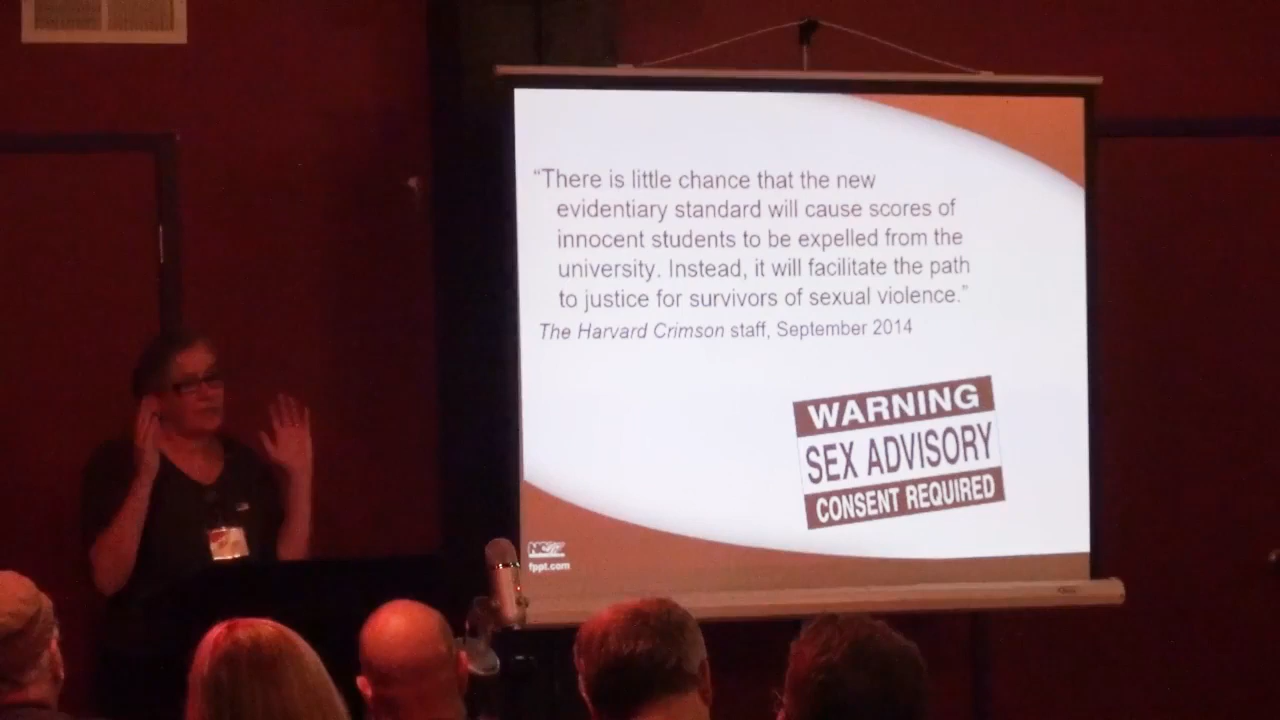 “There is little chance that the new
evidentiary standard will cause scores of
innocent students to be expelled from the
university. Instead, it will facilitate the path
to justice for survivors of sexual violence.”
The Harvard Crimson staff, September 2014
WARNING
SEX ADVISORY
CONSENT REQUIRED
fppt.com